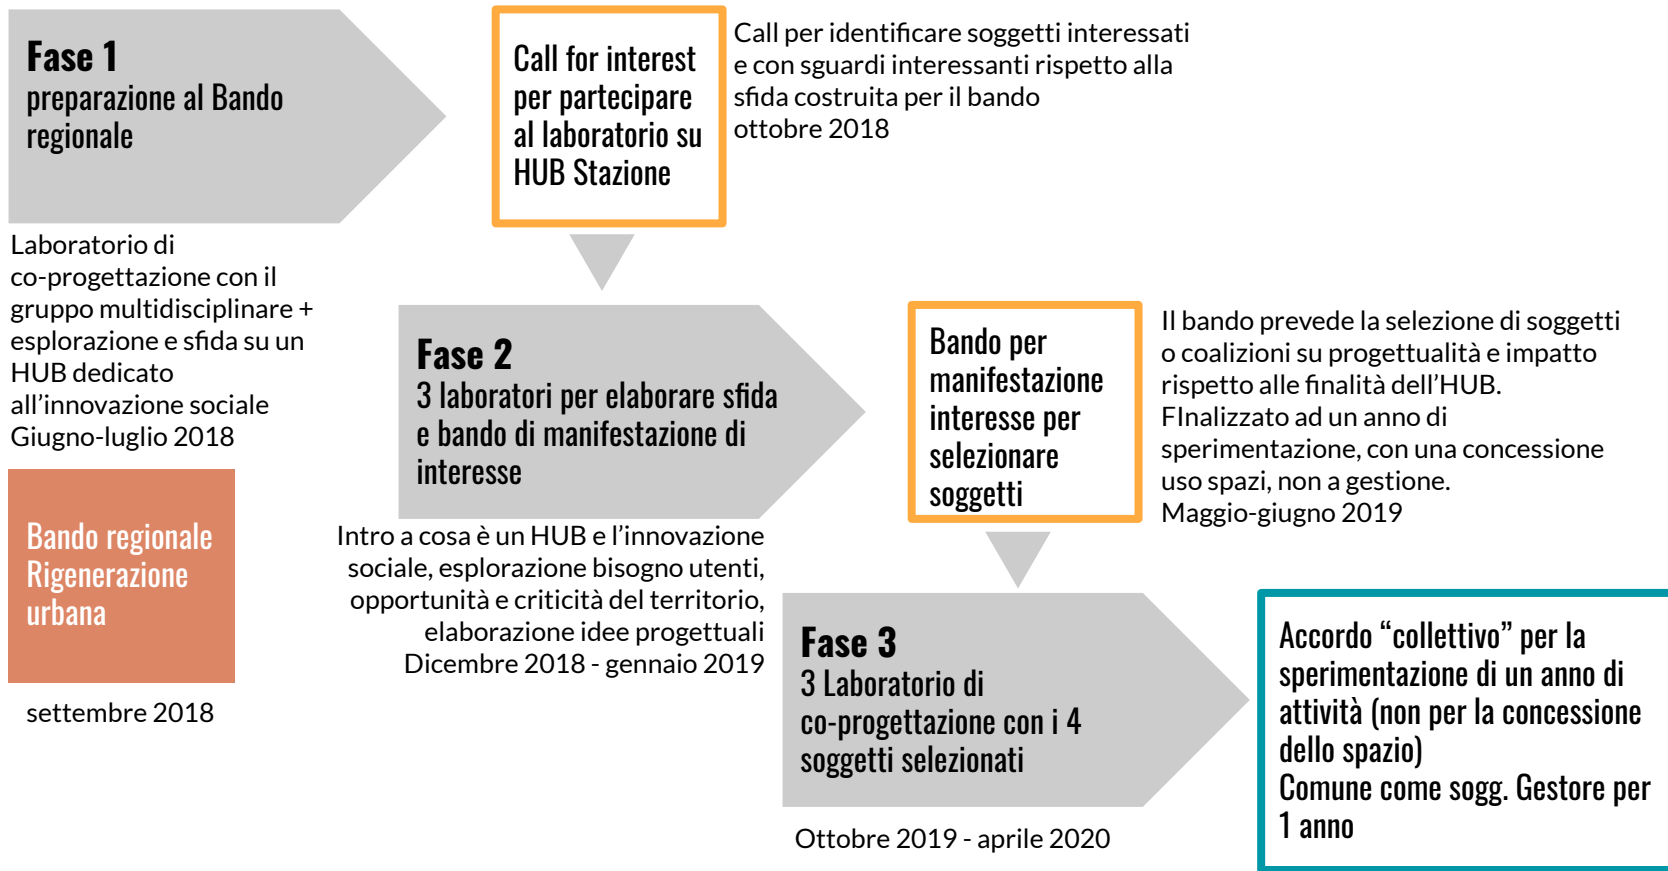 Fase 1
preparazione al Bando
regionale
Call for interest
per partecipare
al laboratorio su
HUB Stazione
Call per identificare soggetti interessati
e con sguardi interessanti rispetto alla
sfida costruita per il bando
ottobre 2018
Laboratorio di
co-progettazione con il
gruppo multidisciplinare +
esplorazione e sfida su un
HUB dedicato
all’innovazione sociale
Giugno-luglio 2018
Bando regionale
Rigenerazione
urbana
settembre 2018
Fase 2
3 laboratori per elaborare sfida
e bando di manifestazione di
interesse
Intro a cosa è un HUB e l’innovazione
sociale, esplorazione bisogno utenti,
opportunità e criticità del territorio,
elaborazione idee progettuali
Dicembre 2018 - gennaio 2019
Bando per
manifestazione
interesse per
selezionare
soggetti
Il bando prevede la selezione di soggetti
o coalizioni su progettualità e impatto
rispetto alle finalità dell’HUB.
FInalizzato ad un anno di
sperimentazione, con una concessione
uso spazi, non a gestione.
Maggio-giugno 2019
Fase 3
3 Laboratorio di
co-progettazione con i 4
soggetti selezionati
Ottobre 2019 - aprile 2020
Accordo “collettivo” per la
sperimentazione di un anno di
attività (non per la concessione
dello spazio)
Comune come sogg. Gestore per
1 anno